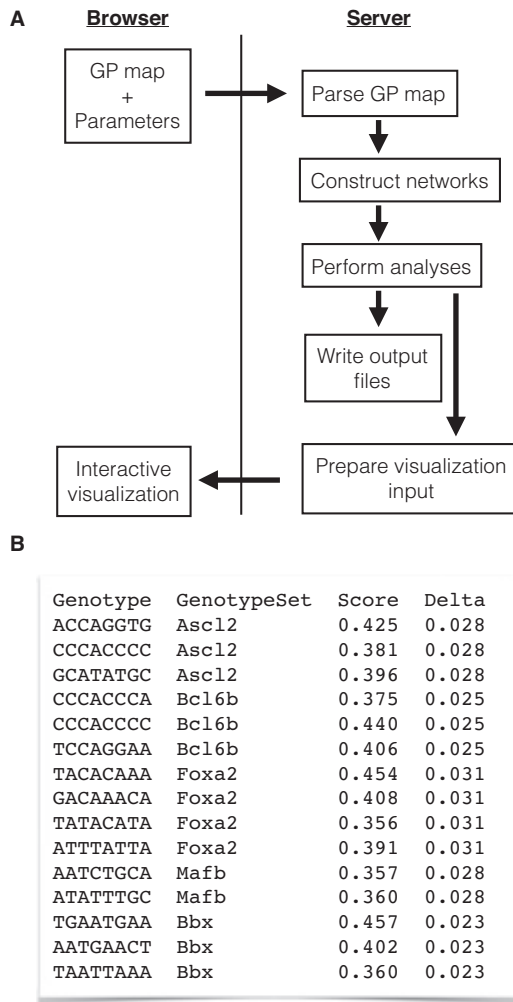 A
Browser
Server
GP map
+
Parameters
Parse GP map
Construct networks
Perform analyses
Write output
files
Interactive
visualization
Prepare visualization
input
B
Genotype GenotypeSet Score Delta
ACCAGGTG Ascl2 0.425 0.028
CCCACCCC Ascl2 0.381 0.028
GCATATGC Ascl2 0.396 0.028
CCCACCCA Bcl6b 0.375 0.025
CCCACCCC Bcl6b 0.440 0.025
TCCAGGAA Bcl6b 0.406 0.025
TACACAAA Foxa2 0.454 0.031
GACAAACA Foxa2 0.408 0.031
TATACATA Foxa2 0.356 0.031
ATTTATTA Foxa2 0.391 0.031
AATCTGCA Mafb 0.357 0.028
ATATTTGC Mafb 0.360 0.028
TGAATGAA Bbx 0.457 0.023
AATGAACT Bbx 0.402 0.023
TAATTAAA Bbx 0.360 0.023